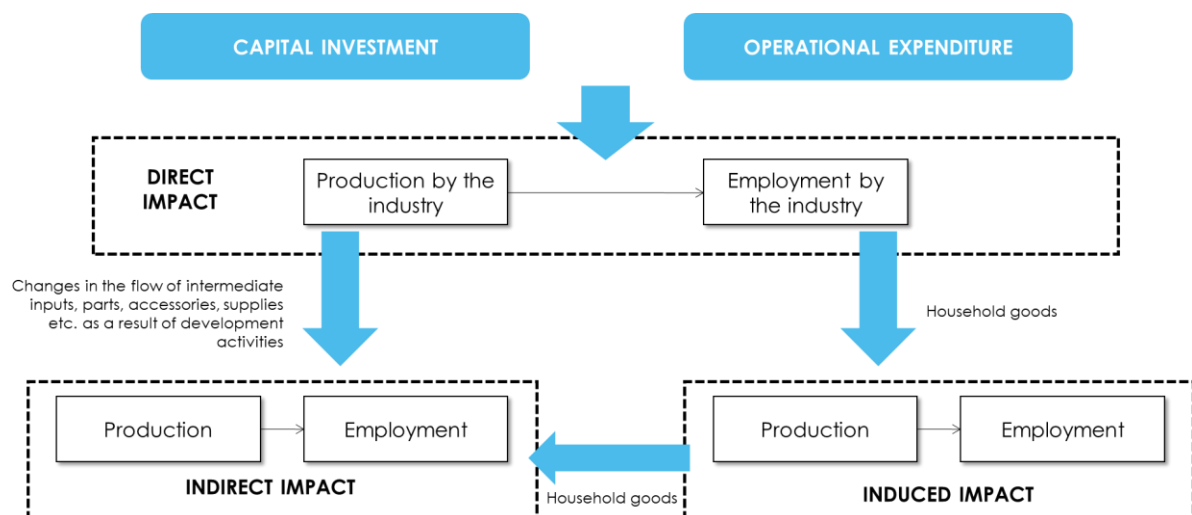 CAPITAL INVESTMENT
OPERATIONAL EXPENDITURE
DIRECT
IMPACT
Production by the
industry
Employment by
the industry
Changes in the flow of intermediate
inputs, parts, accessories, supplies
etc. as a result of development
activities
Household goods
Production
Employment
INDIRECT IMPACT
Household goods
Production
Employment
INDUCED IMPACT